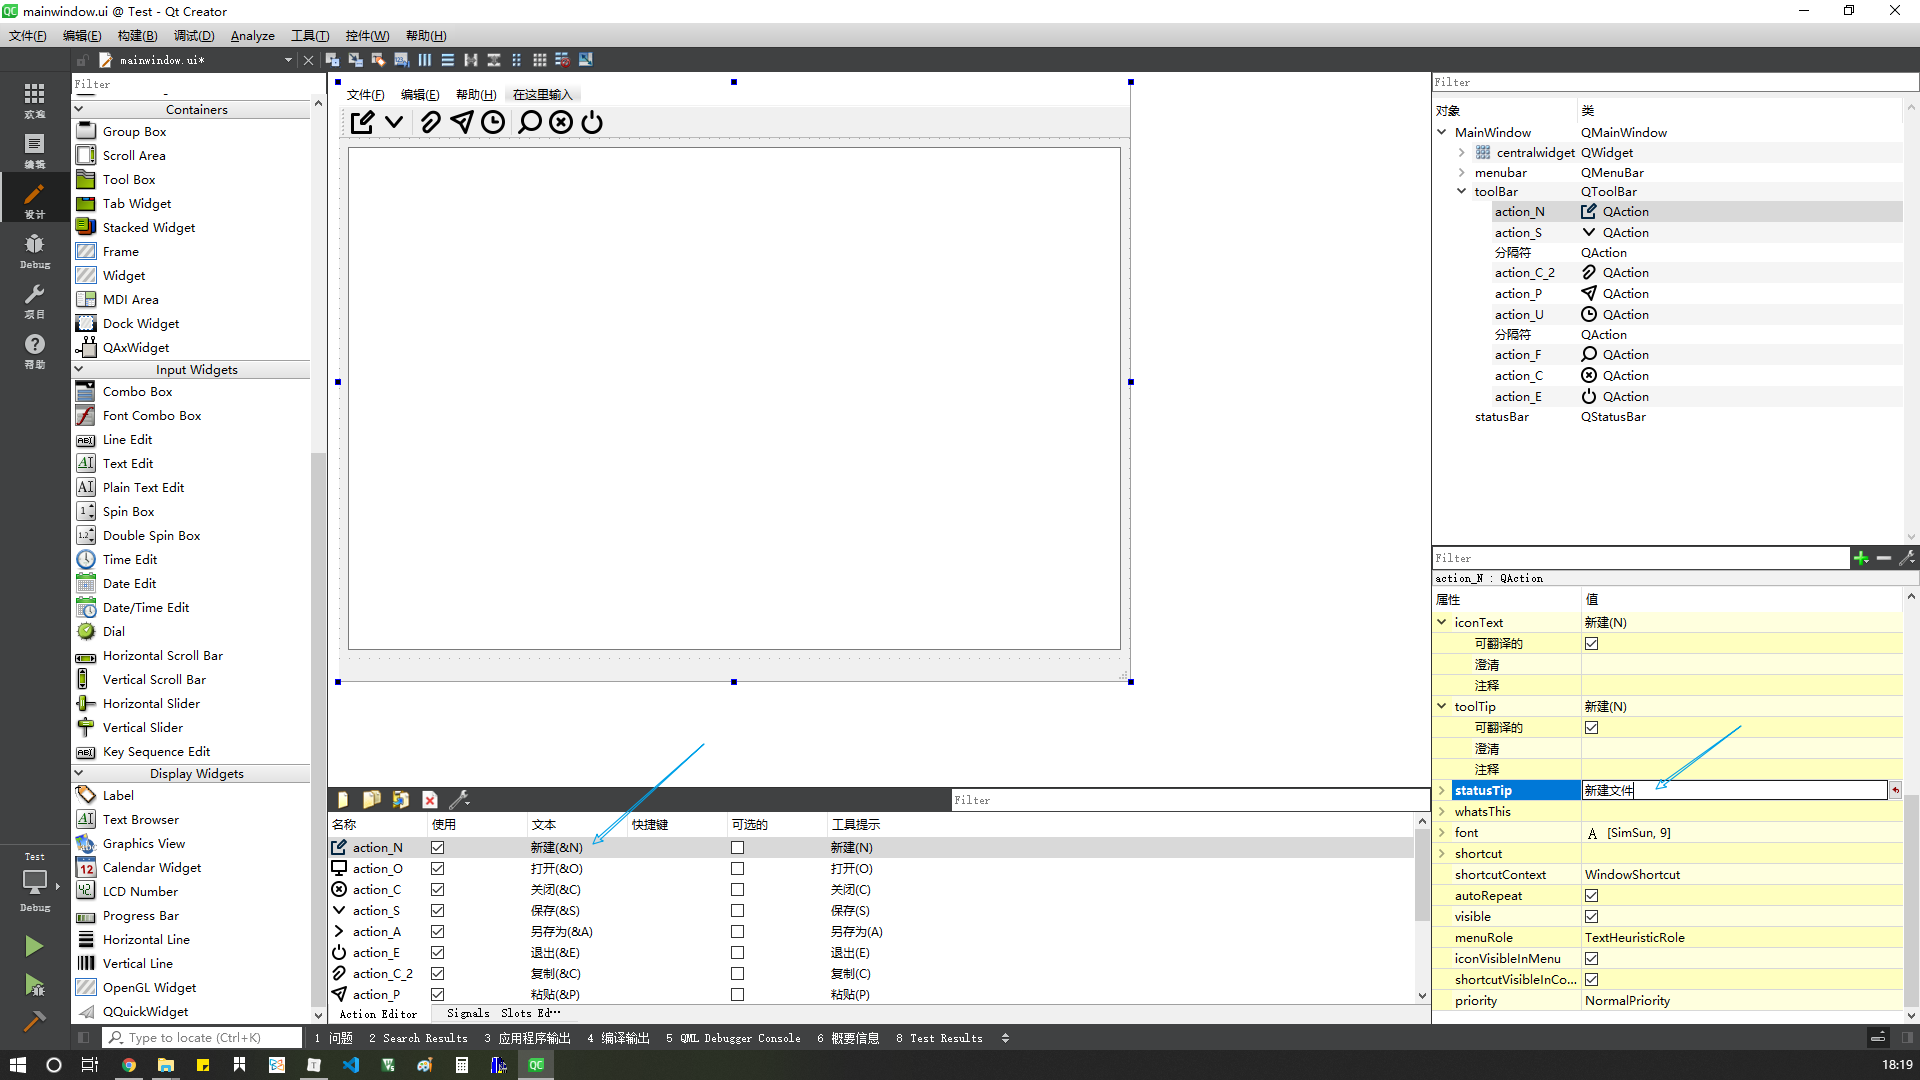 mainwindow.ui @ Test - Qt Creator
文件(F) 编辑(E) 构建(B) 调试(D) Analyze 工具(T) 控件(W) 帮助(H)
mainwindow.ui*
欢迎
编辑
设计
Debug
项目
帮助
Test
Debug
Filter
Containers
Group Box
Scroll Area
Tool Box
Tab Widget
Stacked Widget
Frame
Widget
MDI Area
Dock Widget
QAxWidget
Input Widgets
Combo Box
Font Combo Box
Line Edit
Text Edit
Plain Text Edit
Spin Box
Double Spin Box
Time Edit
Date Edit
Date/Time Edit
Dial
Horizontal Scroll Bar
Vertical Scroll Bar
Horizontal Slider
Vertical Slider
Key Sequence Edit
Display Widgets
Label
Text Browser
Graphics View
Calendar Widget
LCD Number
Progress Bar
Horizontal Line
Vertical Line
OpenGL Widget
QQuickWidget
文件(F) 编辑(E) 帮助(H) 在这里输入
Filter
名称 使用 文本 快捷键 可选的 工具提示
action_N 新建(&N) 新建(N)
action_O 打开(&O) 打开(O)
action_C 关闭(&C) 关闭(C)
action_S 保存(&S) 保存(S)
action_A 另存为(&A) 另存为(A)
action_E 退出(&E) 退出(E)
action_C_2 复制(&C) 复制(C)
action_P 粘贴(&P) 粘贴(P)
Action Editor Signals Slots Ed…
Filter
对象 类
MainWindow QMainWindow
centralwidget QWidget
menubar QMenuBar
toolBar QToolBar
action_N QAction
action_S QAction
分隔符 QAction
action_C_2 QAction
action_P QAction
action_U QAction
分隔符 QAction
action_F QAction
action_C QAction
action_E QAction
statusBar QStatusBar
Filter
action_N : QAction
属性 值
iconText 新建(N)
可翻译的
澄清
注释
toolTip 新建(N)
可翻译的
澄清
注释
statusTip 新建文件
whatsThis
font A [SimSun, 9]
shortcut
shortcutContext WindowShortcut
autoRepeat
visible
menuRole TextHeuristicRole
iconVisibleInMenu
shortcutVisibleInCo...
priority NormalPriority
Type to locate (Ctrl+K) 1 问题 2 Search Results 3 应用程序输出 4 编译输出 5 QML Debugger Console 6 概要信息 8 Test Results
18:19